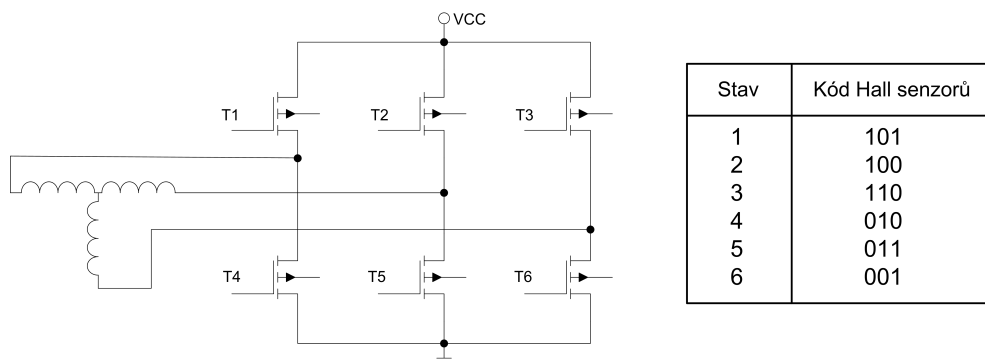 VCC
T1
T2
T3
T4
T5
T6
Stav Kód Hall senzorů
1 101
2 100
3 110
4 010
5 011
6 001